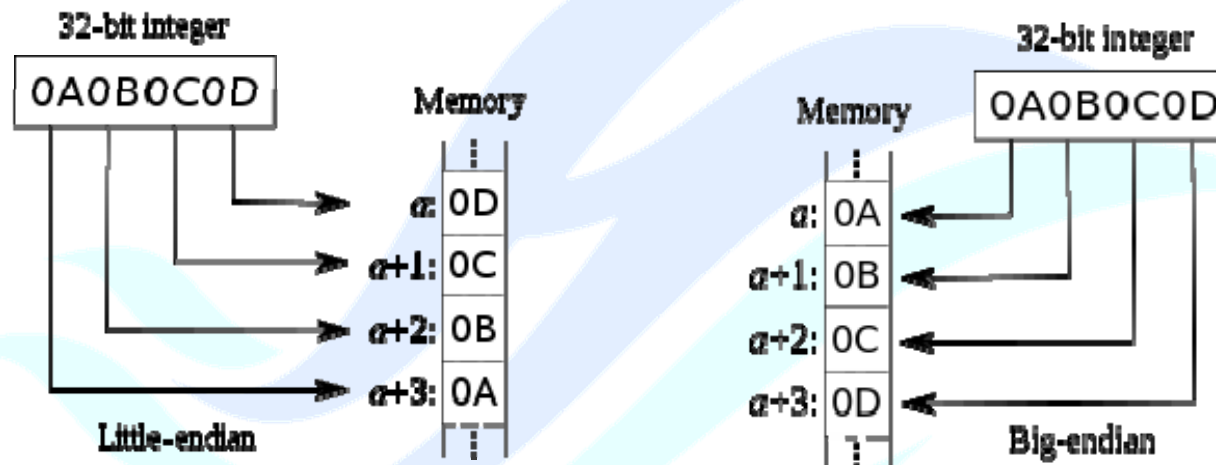 32-bit integer
0A0B0C0D
Memory
a: 0D
a+1: 0C
a+2: 0B
a+3: 0A
Little-endian
32-bit integer
0A0B0C0D
Memory
a: 0A
a+1: 0B
a+2: 0C
a+3: 0D
Big-endian